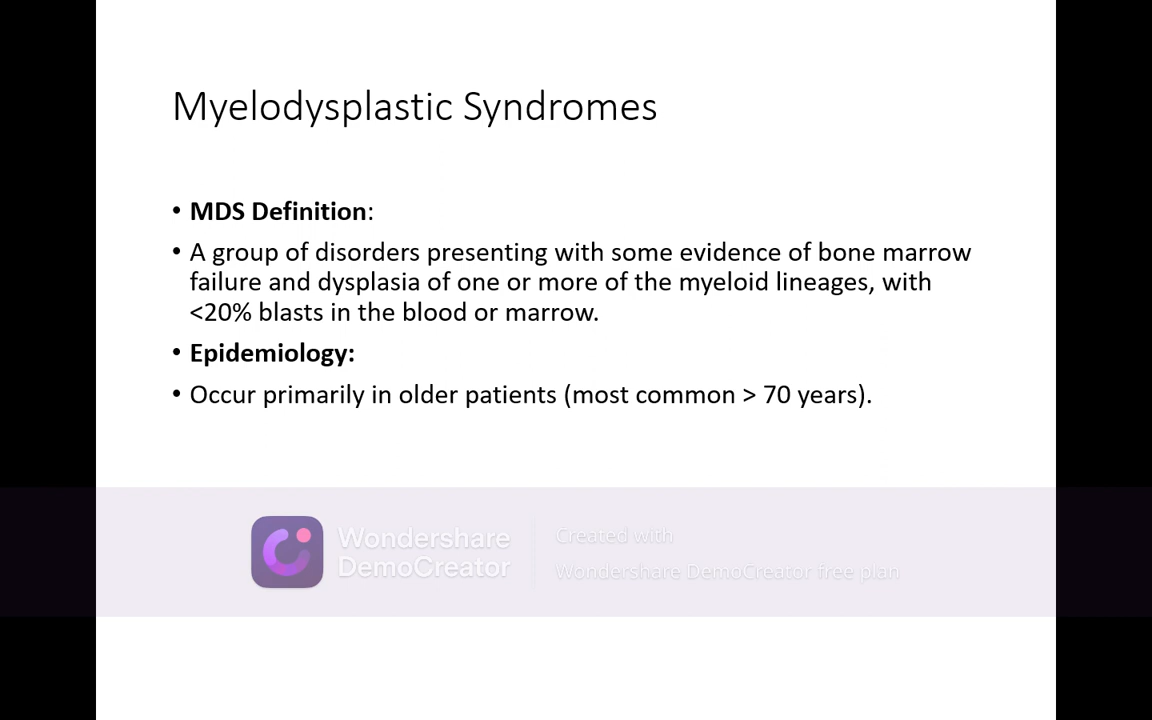 Myelodysplastic Syndromes
• MDS Definition:
• A group of disorders presenting with some evidence of bone marrow
failure and dysplasia of one or more of the myeloid lineages, with
<20% blasts in the blood or marrow.
• Epidemiology:
• Occur primarily in older patients (most common > 70 years).
Wondershare
DemoCreator
Created with
Wondershare DemoCreator free plan